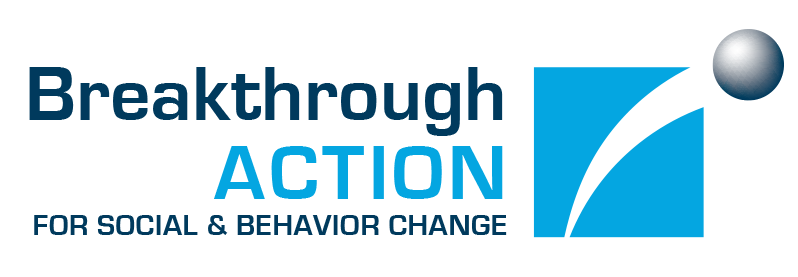 Breakthrough
ACTION
FOR SOCIAL & BEHAVIOR CHANGE